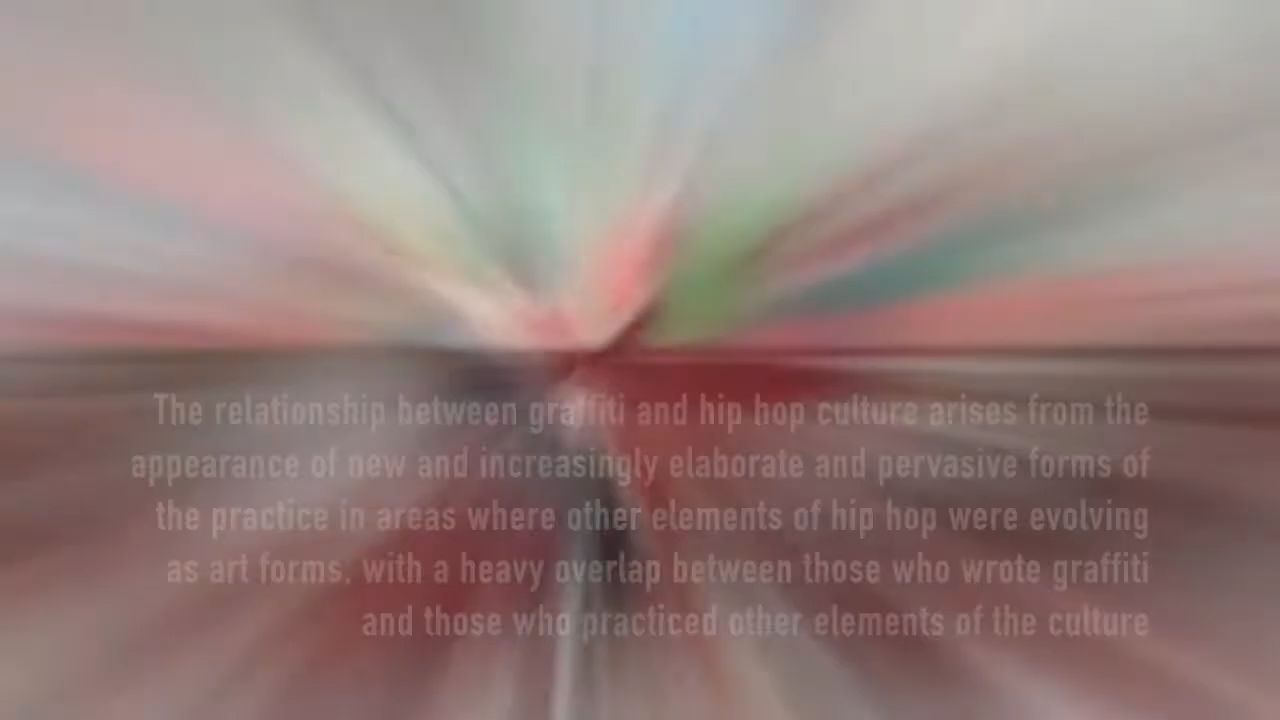 The relationship between graffiti and hip hop culture arises from the
appearance of new and increasingly elaborate and pervasive forms of
the practice in areas where other elements of hip hop were evolving
as art forms, with a heavy overlap between those who wrote graffiti
and those who practiced other elements of the culture